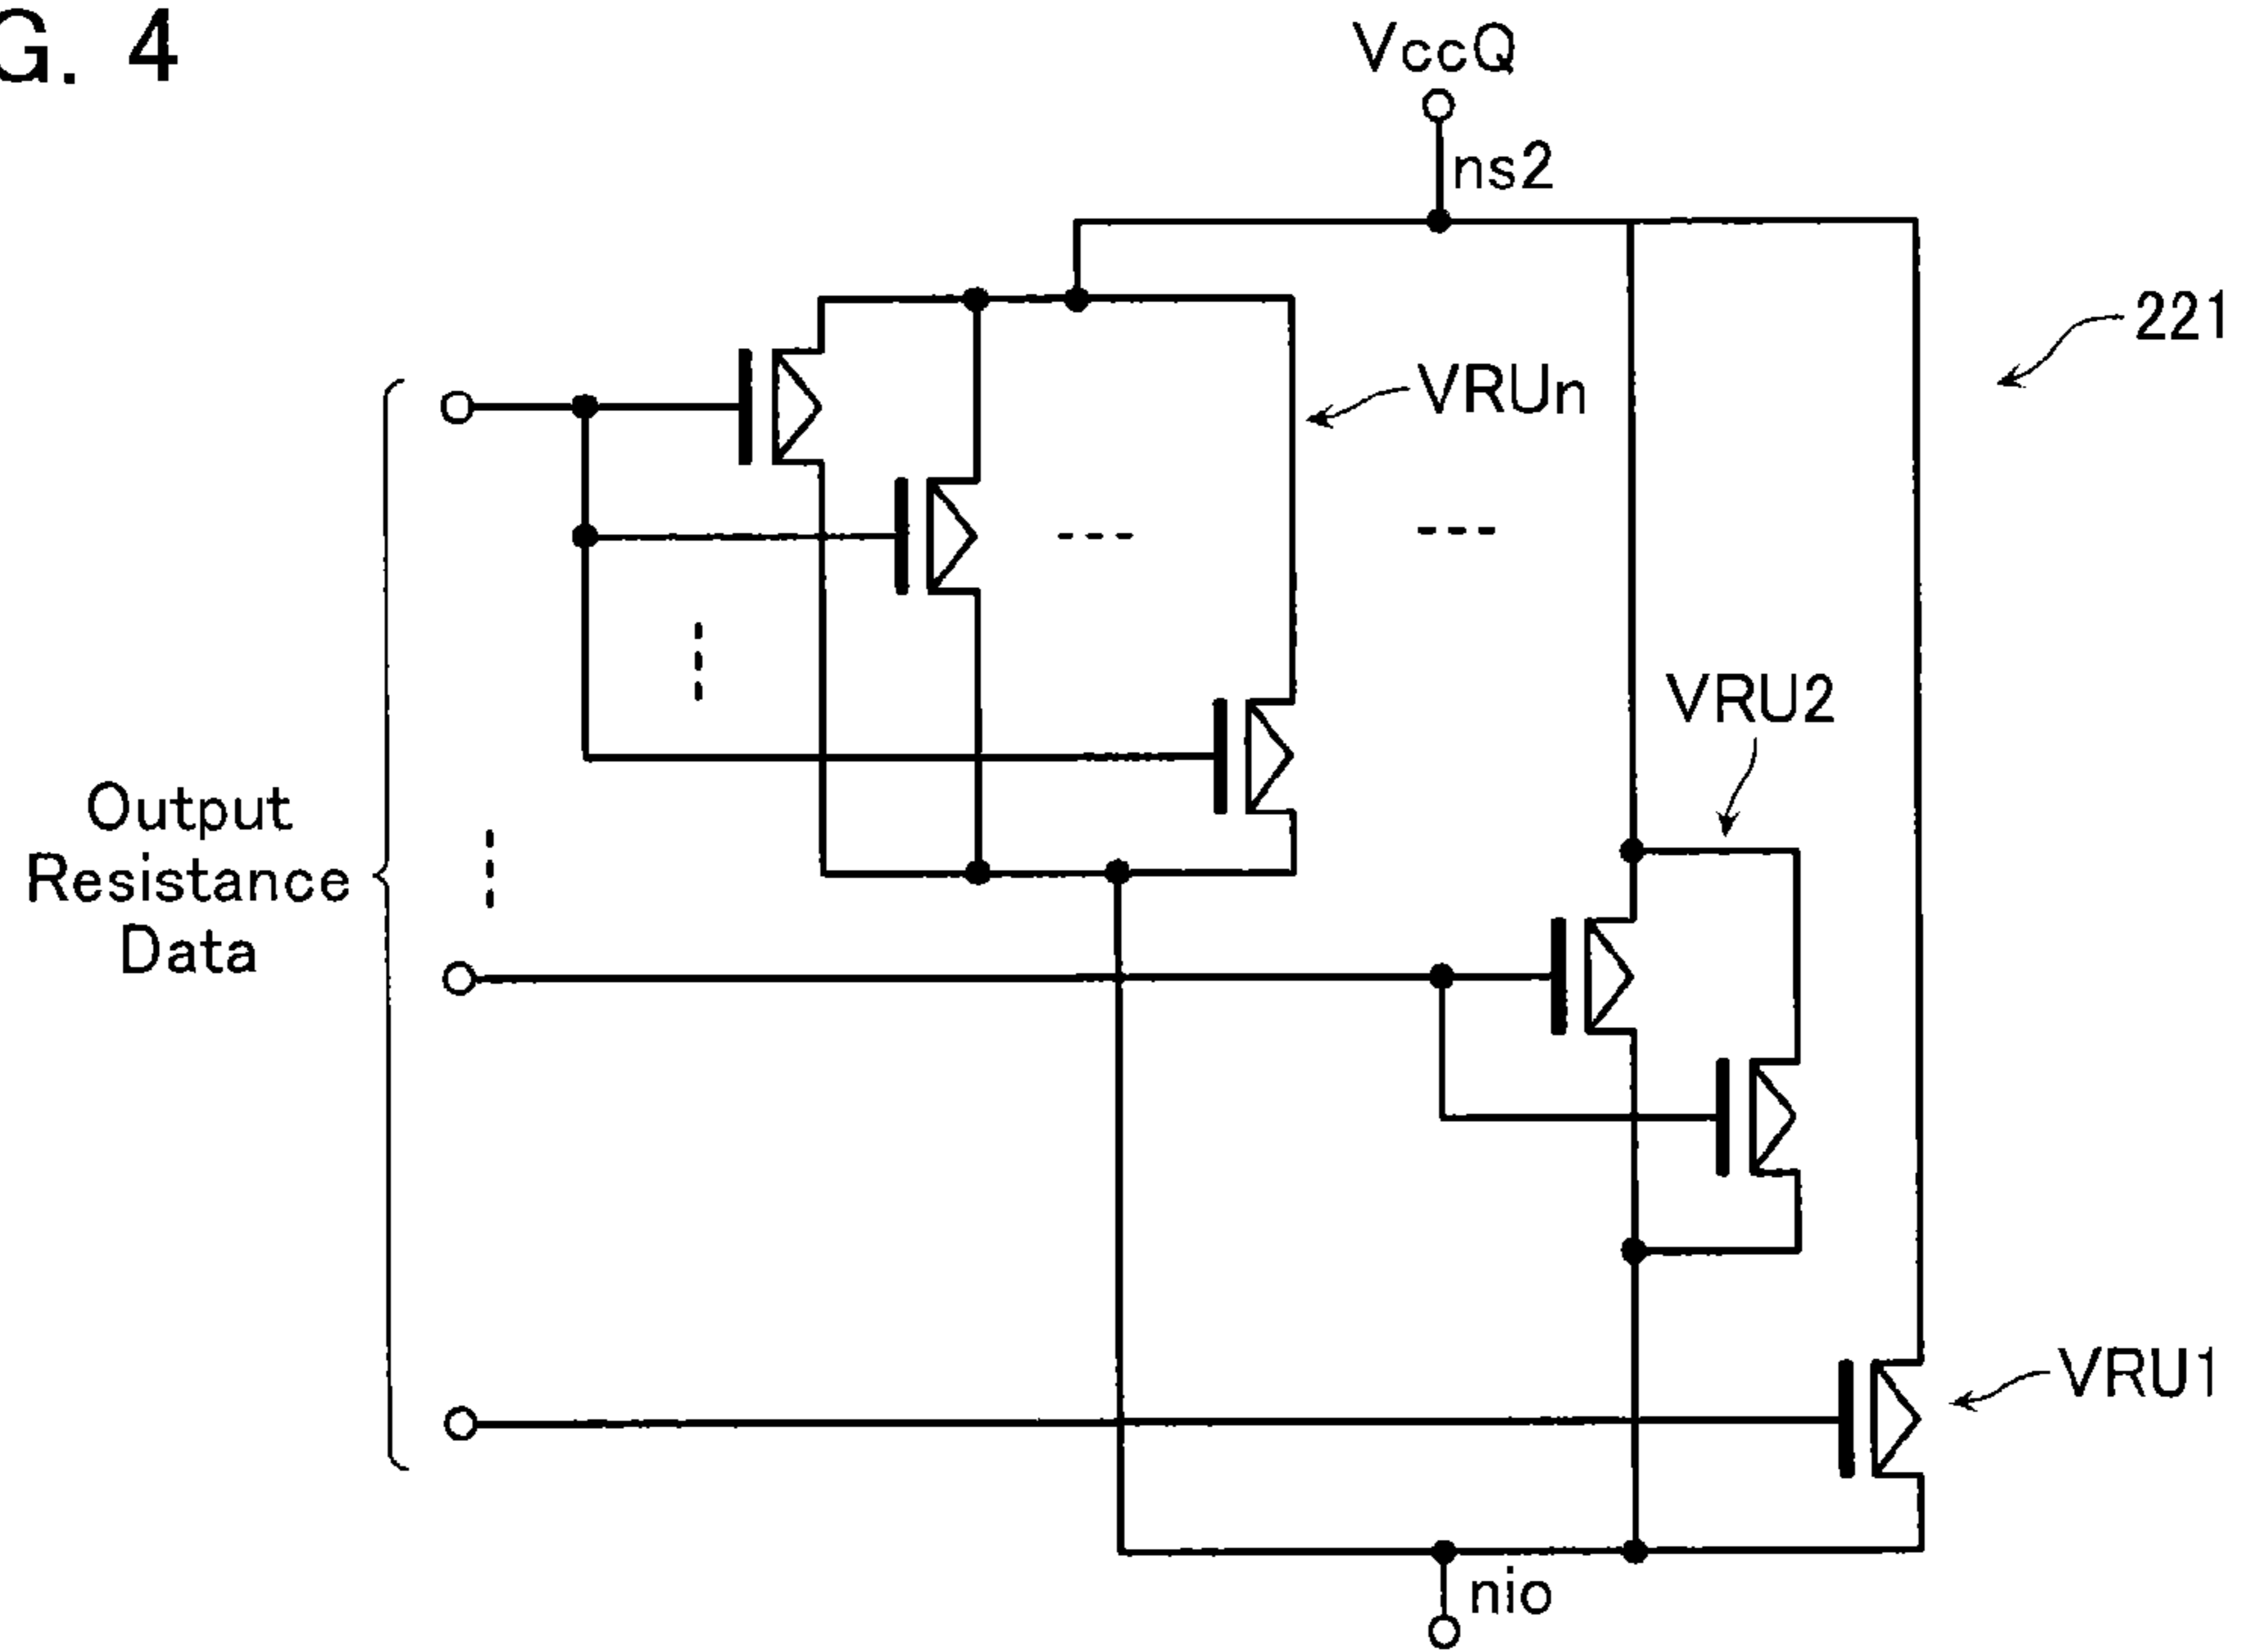 G. 4
VccQ
ns2
221
VRUn
VRU2
Output
Resistance
Data
VRU1
nio